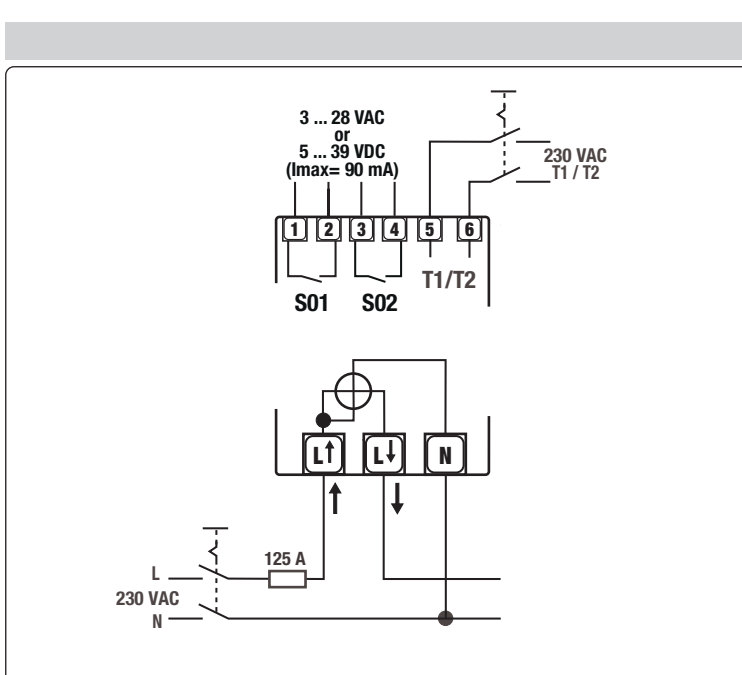 3 ... 28 VAC
or
5 ... 39 VDC
(Imax= 90 mA)
230 VAC
T1 / T2
1 2 3 4 5 6
S01 S02 T1/T2
L L N
125 A
L
230 VAC
N